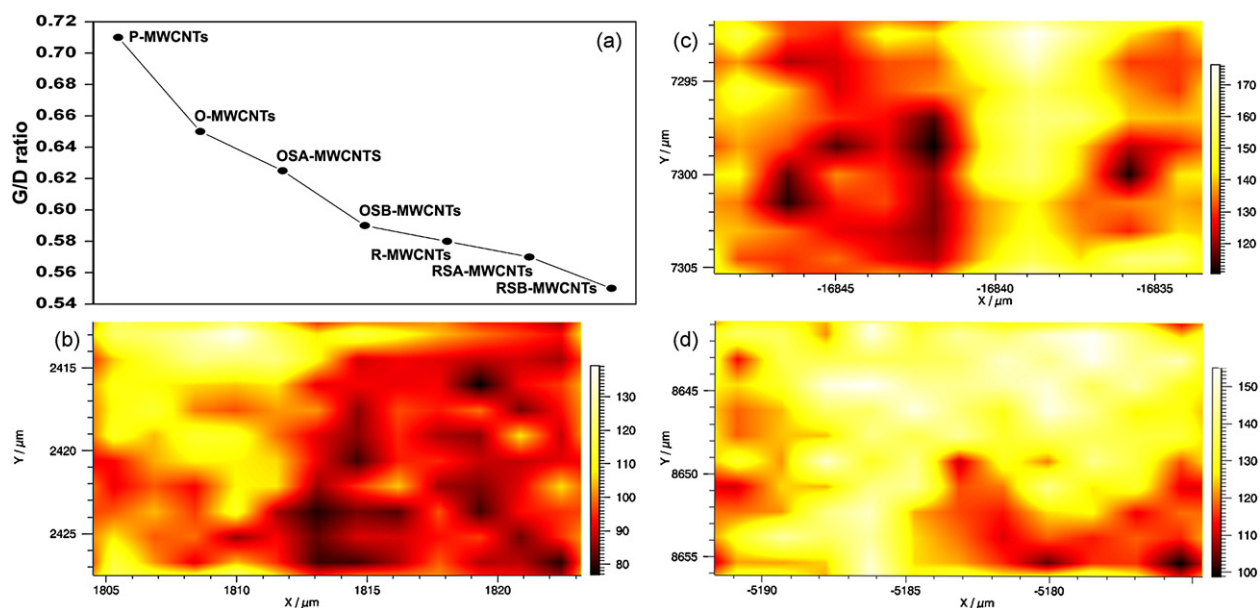 0.72
0.70
0.68
0.66
0.64
0.62
0.60
0.58
0.56
0.54
G/D ratio
(a)
P-MWCNTs
O-MWCNTs
OSA-MWCNTS
OSB-MWCNTs
R-MWCNTs
RSA-MWCNTs
RSB-MWCNTs
(c)
7295
7300
7305
Y / µm
-16845
-16840
-16835
X / µm
170
160
150
140
130
120
(b)
2415
2420
2425
Y / µm
1805
1810
1815
1820
X / µm
130
120
110
100
90
80
(d)
8645
8650
8655
Y / µm
-5190
-5185
-5180
X / µm
150
140
130
120
110
100